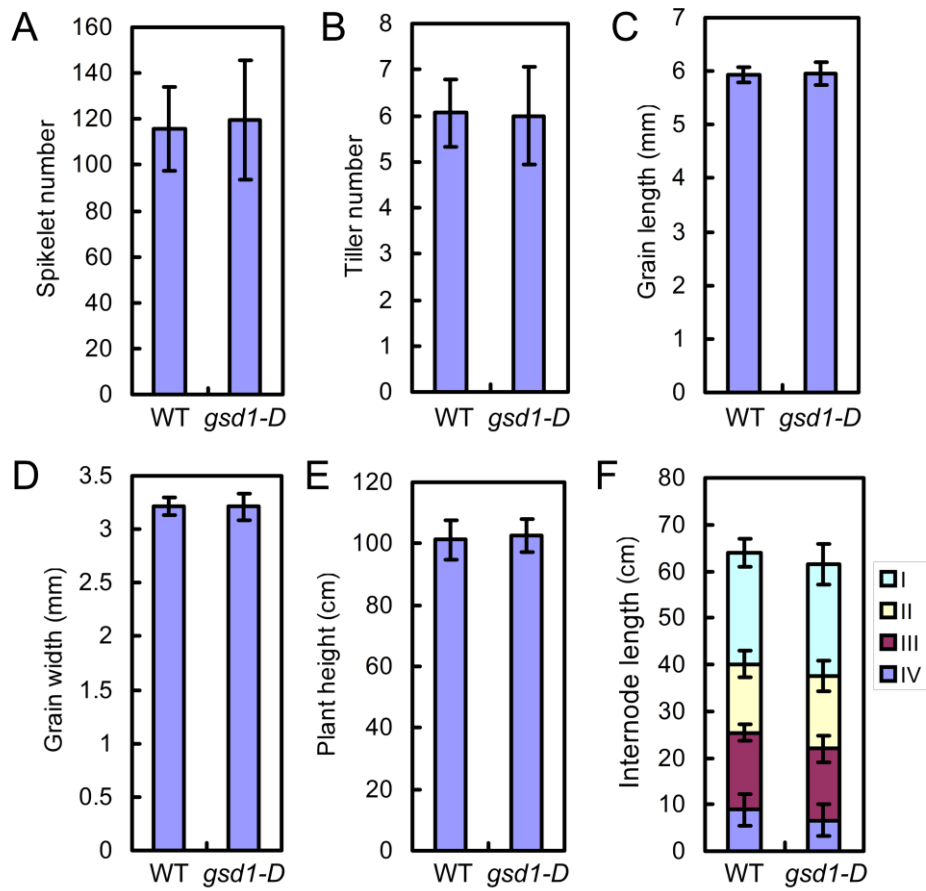 A
Spikelet number
160
140
120
100
80
60
40
20
0
WT gsd1-D
B
Tiller number
8
7
6
5
4
3
2
1
0
WT gsd1-D
C
Grain length (mm)
7
6
5
4
3
2
1
0
WT gsd1-D
D
Grain width (mm)
3.5
3
2.5
2
1.5
1
0.5
0
WT gsd1-D
E
Plant height (cm)
120
100
80
60
40
20
0
WT gsd1-D
F
Internode length (cm)
80
70
60
50
40
30
20
10
0
WT gsd1-D
I
II
III
IV